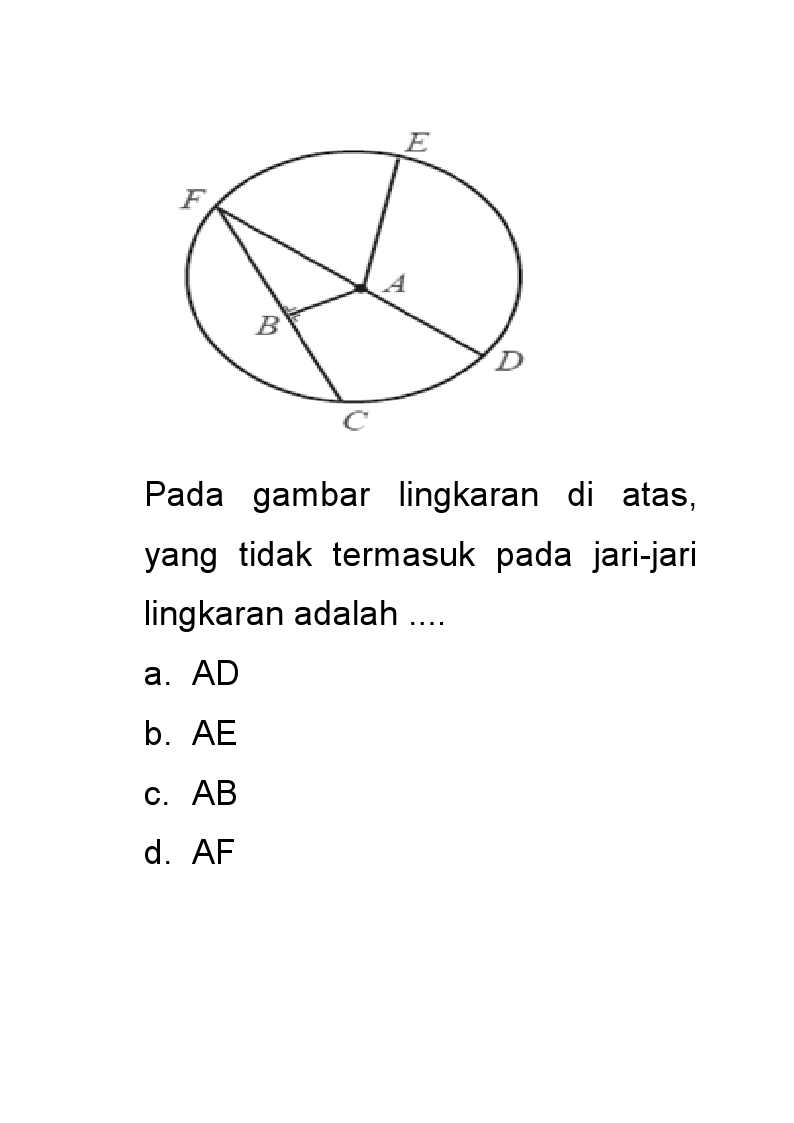 E
F
A
B
D
C
Pada gambar lingkaran di atas,
yang tidak termasuk pada jari-jari
lingkaran adalah ....
a. AD
b. AE
c. AB
d. AF